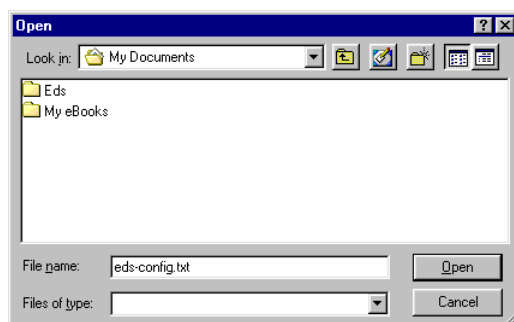 Open
Look in: My Documents
Eds
My eBooks
File name: eds-config.txt Open
Files of type: Cancel